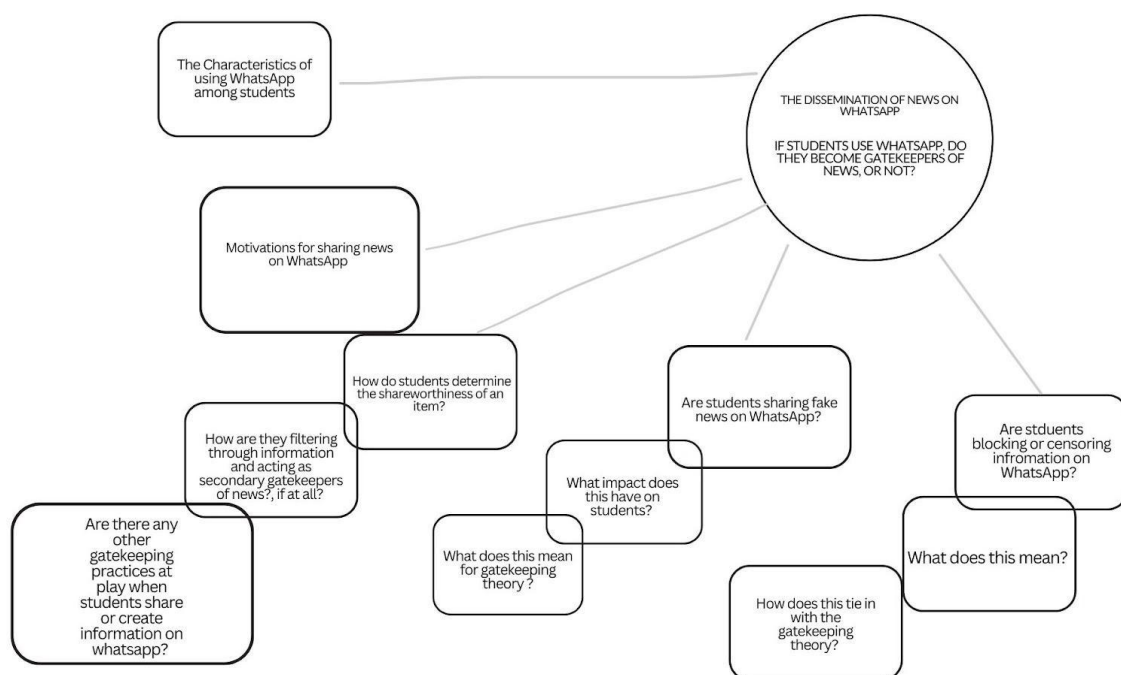 The Characteristics of
using WhatsApp
among students
THE DISSEMINATION OF NEWS ON
WHATSAPP
IF STUDENTS USE WHATSAPP, DO
THEY BECOME GATEKEEPERS OF
NEWS, OR NOT?
Motivations for sharing news
on WhatsApp
How do students determine
the shareworthiness of an
item?
How are they filtering
through information
and acting as
secondary gatekeepers
of news?, if at all?
Are there any
other
gatekeeping
practices at
play when
students share
or create
information on
whatsapp?
Are students sharing fake
news on WhatsApp?
What impact does
this have on
students?
What does this mean
for gatekeeping
theory ?
Are stduents
blocking or censoring
infromation on
WhatsApp?
What does this mean?
How does this tie in
with the
gatekeeping
theory?